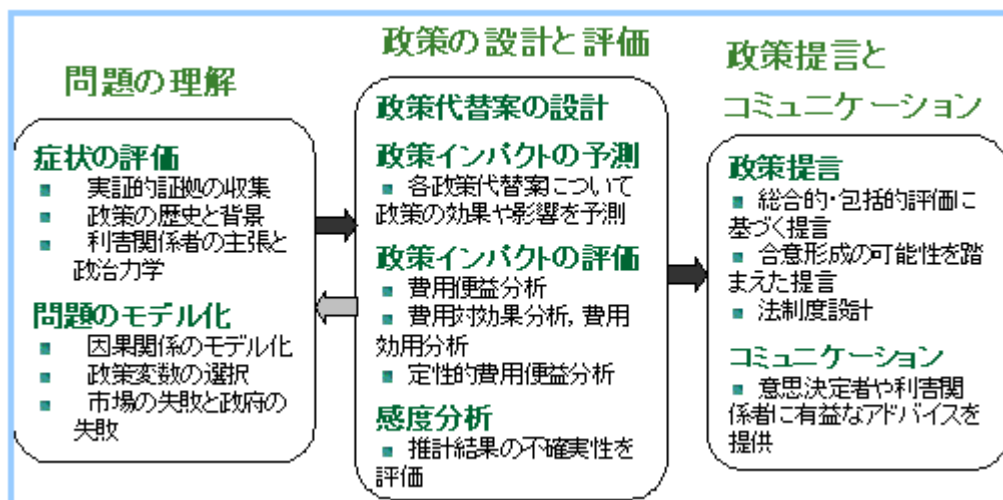 問題の理解
症状の評価
実証的証拠の収集
政策の歴史と背景
利害関係者の主張と
政治力学
問題のモデル化
因果関係のモデル化
政策変数の選択
市場の失敗と政府の
失敗
政策の設計と評価
政策代替案の設計
政策インパクトの予測
各政策代替案について
政策の効果や影響を予測
政策インパクトの評価
費用便益分析
費用対効果分析, 費用
効用分析
定性的費用便益分析
感度分析
推計結果の不確実性を
評価
政策提言と
コミュニケーション
政策提言
総合的・包括的評価に
基づく提言
合意形成の可能性を踏
まえた提言
法制度設計
コミュニケーション
意思決定者や利害関
係者に有益なアドバイスを
提供